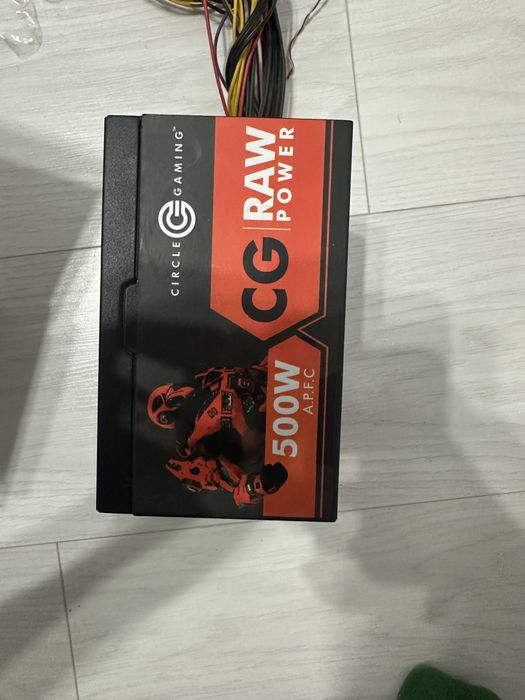 CIRCLE G GAMING™
CG RAW
POWER
500W
A.P.F.C